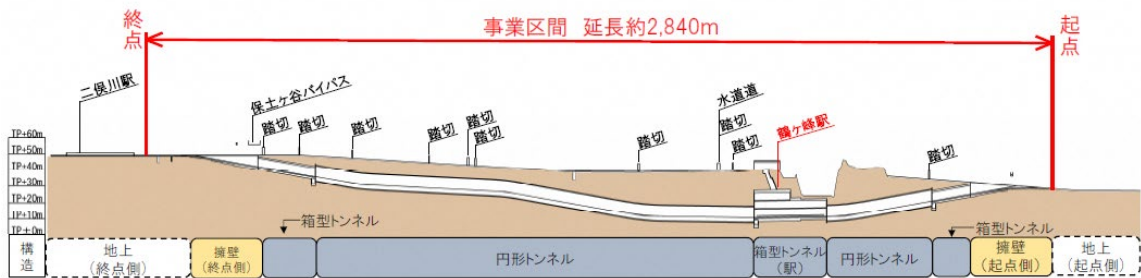 終点
事業区間 延長約2,840m
起点
二俣川駅
保土ヶ谷バイパス
踏切
踏切
踏切
踏切
踏切
踏切
踏切
水道道
踏切
踏切
鶴ヶ峰駅
踏切
TP+60m
TP+50m
TP+40m
TP+30m
TP+20m
TP+10m
TP±0m
箱型トンネル
箱型トンネル
構造
地上
(終点側)
擁壁
(終点側)
円形トンネル
箱型トンネル
(駅)
円形トンネル
擁壁
(起点側)
地上
(起点側)